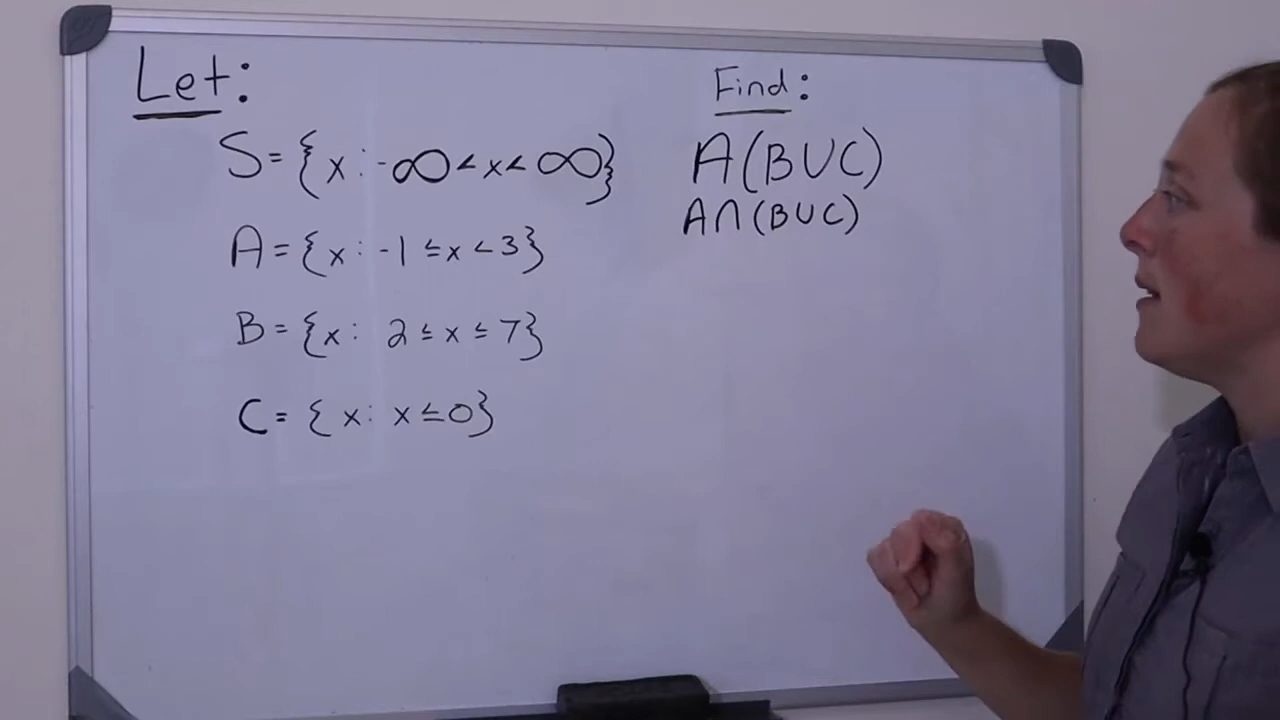 Let:
S = {x : -∞ < x < ∞}
A = {x : -1 ≤ x < 3}
B = {x : 2 ≤ x ≤ 7}
C = {x : x ≤ 0}
Find:
A(B∪C)
A∩(B∪C)